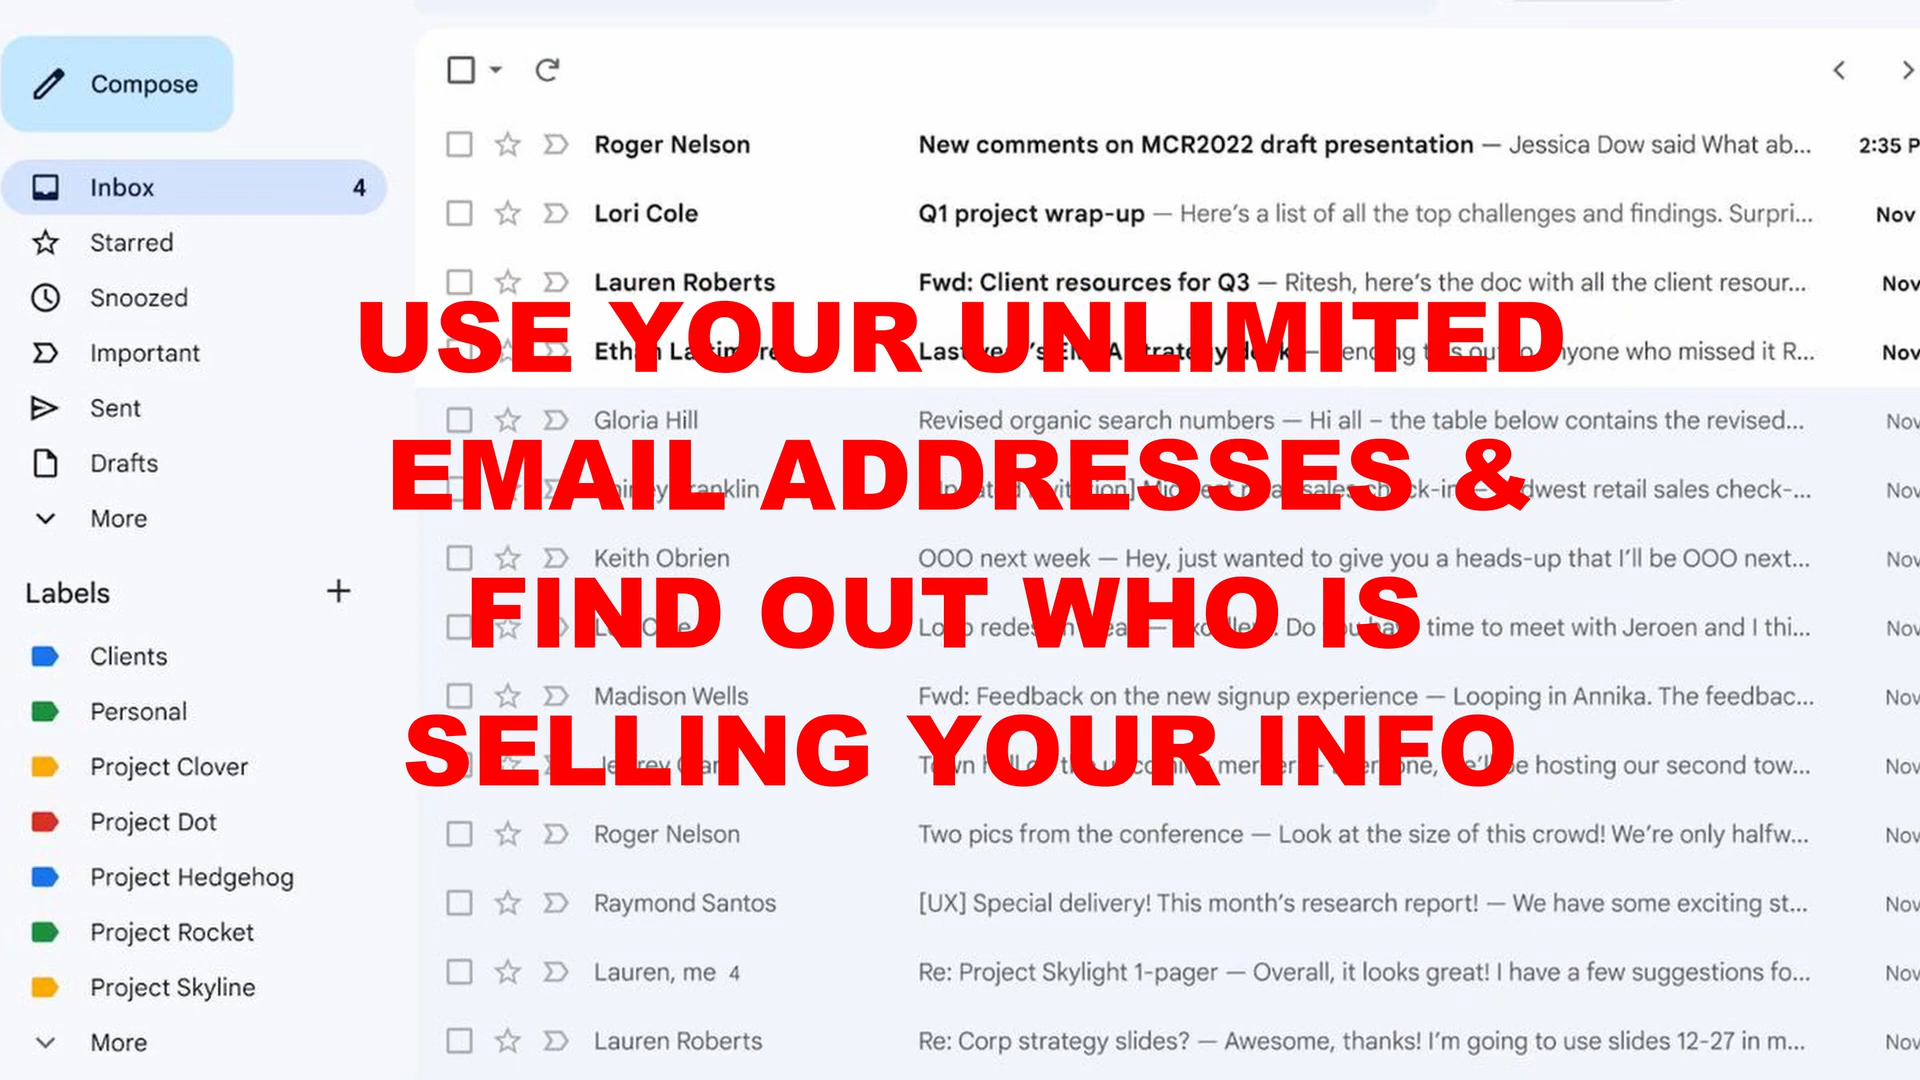 Compose
Inbox 4
Starred
Snoozed
Important
Sent
Drafts
More
Labels
Clients
Personal
Project Clover
Project Dot
Project Hedgehog
Project Rocket
Project Skyline
More
Roger Nelson New comments on MCR2022 draft presentation — Jessica Dow said What ab... 2:35 P
Lori Cole Q1 project wrap-up — Here’s a list of all the top challenges and findings. Surpri... Nov
Lauren Roberts Fwd: Client resources for Q3 — Ritesh, here’s the doc with all the client resour... Nov
who missed it R... Nov
Gloria Hill Revised organic search numbers — Hi all – the table below contains the revised... Nov
retail sales check-... Nov
Keith Obrien OOO next week — Hey, just wanted to give you a heads-up that I’ll be OOO next... Nov
time to meet with Jeroen and I thi... Nov
Madison Wells Fwd: Feedback on the new signup experience — Looping in Annika. The feedbac... Nov
hosting our second tow... Nov
Roger Nelson Two pics from the conference — Look at the size of this crowd! We’re only halfw... Nov
Raymond Santos [UX] Special delivery! This month’s research report! — We have some exciting st... Nov
Lauren, me 4 Re: Project Skylight 1-pager — Overall, it looks great! I have a few suggestions fo... Nov
Lauren Roberts Re: Corp strategy slides? — Awesome, thanks! I’m going to use slides 12-27 in m... Nov
USE YOUR UNLIMITED
EMAIL ADDRESSES &
FIND OUT WHO IS
SELLING YOUR INFO